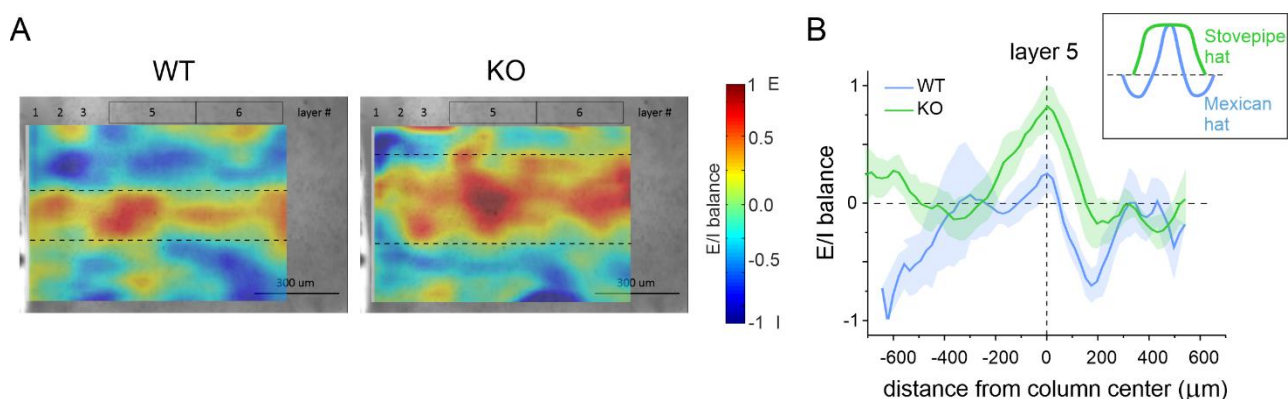 A
WT
KO
1 2 3 5 6 layer #
1 2 3 5 6 layer #
300 um
300 um
1 E
0.5
0
-0.5
-1 I
E/I balance
B
layer 5
WT
KO
Stovepipe
hat
Mexican
hat
1
0
-1
E/I balance
-600 -400 -200 0 200 400 600
distance from column center (μm)